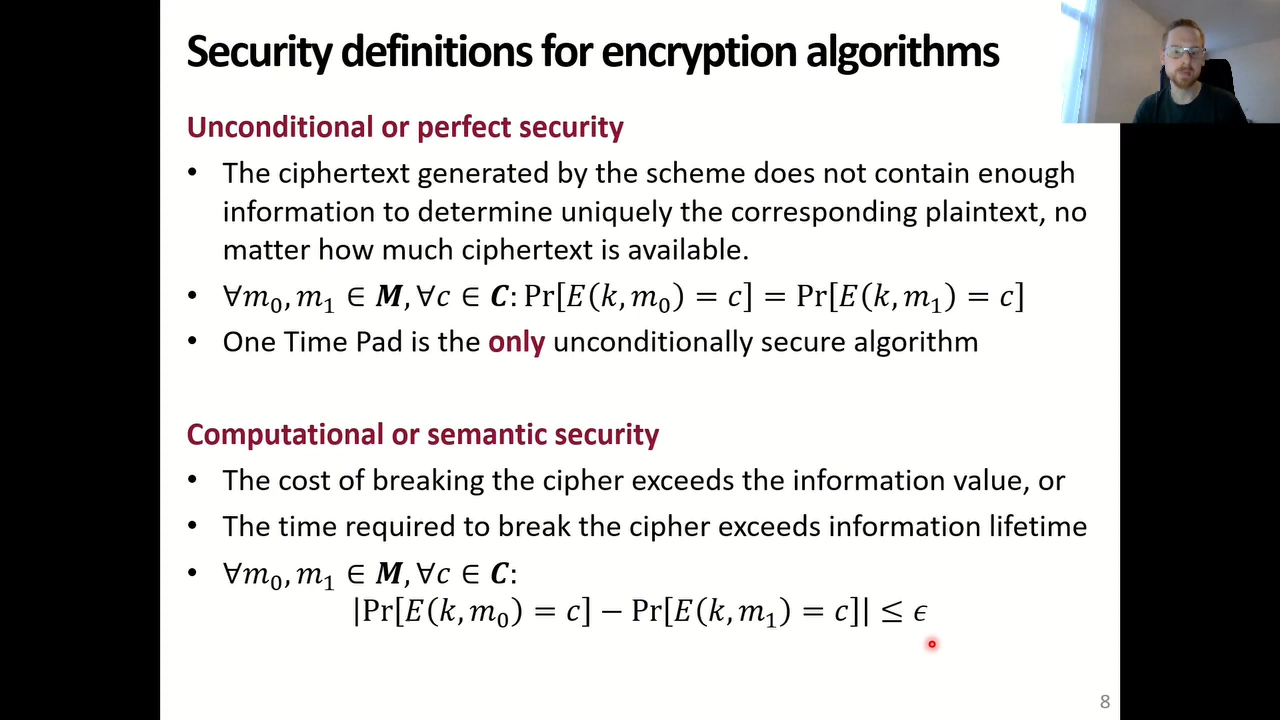 Security definitions for encryption algorithms
Unconditional or perfect security
• The ciphertext generated by the scheme does not contain enough
information to determine uniquely the corresponding plaintext, no
matter how much ciphertext is available.
• ∀m₀, m₁ ∈ M, ∀c ∈ C: Pr[E(k, m₀) = c] = Pr[E(k, m₁) = c]
• One Time Pad is the only unconditionally secure algorithm
Computational or semantic security
• The cost of breaking the cipher exceeds the information value, or
• The time required to break the cipher exceeds information lifetime
• ∀m₀, m₁ ∈ M, ∀c ∈ C:
|Pr[E(k, m₀) = c] − Pr[E(k, m₁) = c]| ≤ ϵ
8